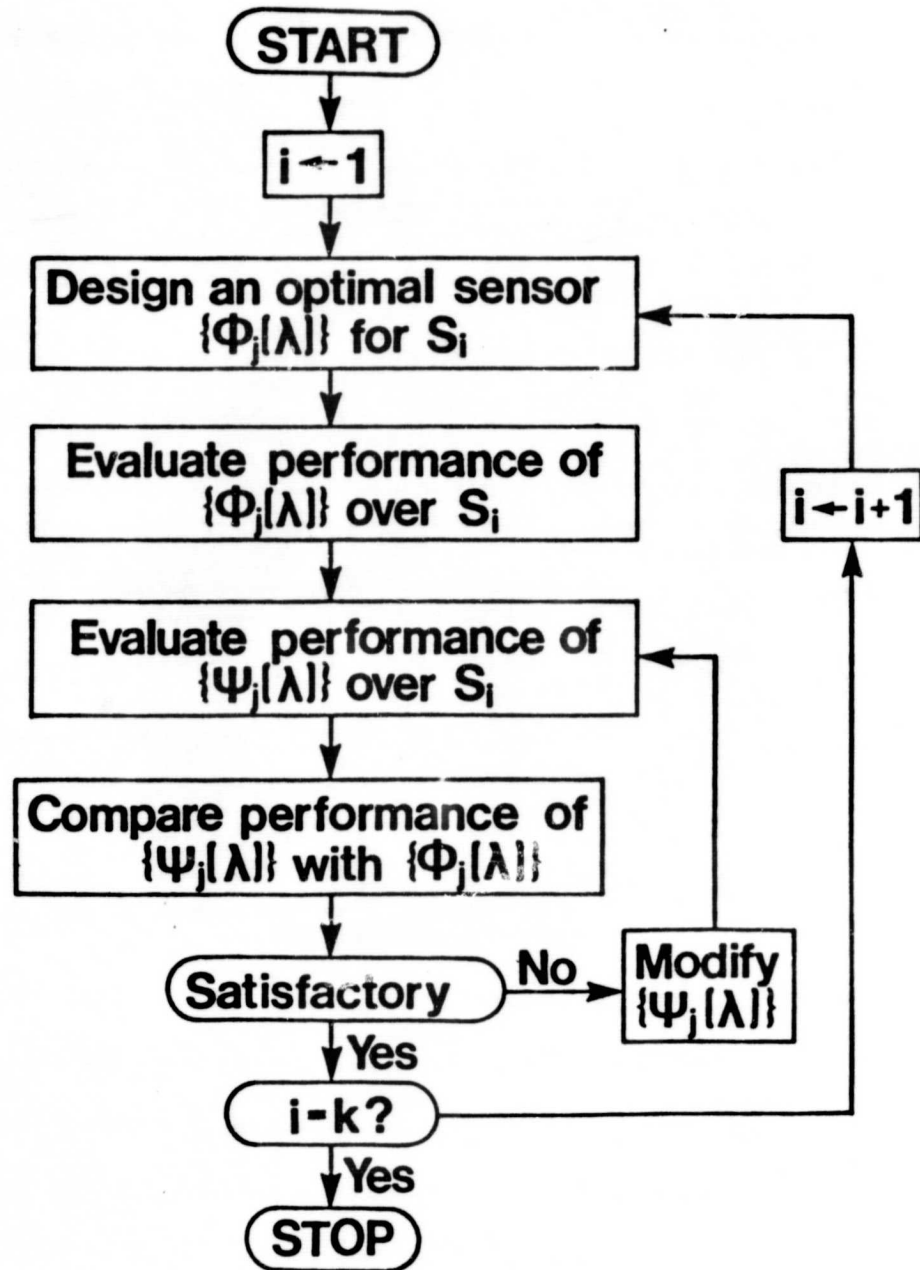 START
i ← 1
Design an optimal sensor
{Φj(λ)} for Si
Evaluate performance of
{Φj(λ)} over Si
i ← i+1
Evaluate performance of
{Ψj(λ)} over Si
Compare performance of
{Ψj(λ)} with {Φj(λ)}
Satisfactory
No
Modify
{Ψj(λ)}
Yes
i=k?
Yes
STOP